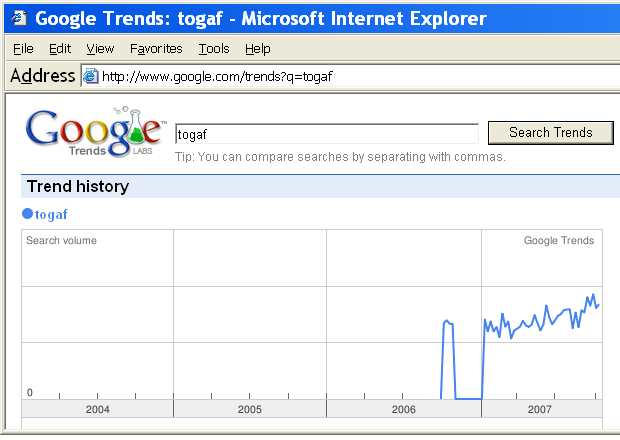 Google Trends: togaf - Microsoft Internet Explorer
File Edit View Favorites Tools Help
Address http://www.google.com/trends?q=togaf
Google™
Trends LABS
togaf Search Trends
Tip: You can compare searches by separating with commas.
Trend history
togaf
Search volume Google Trends
0
2004 2005 2006 2007